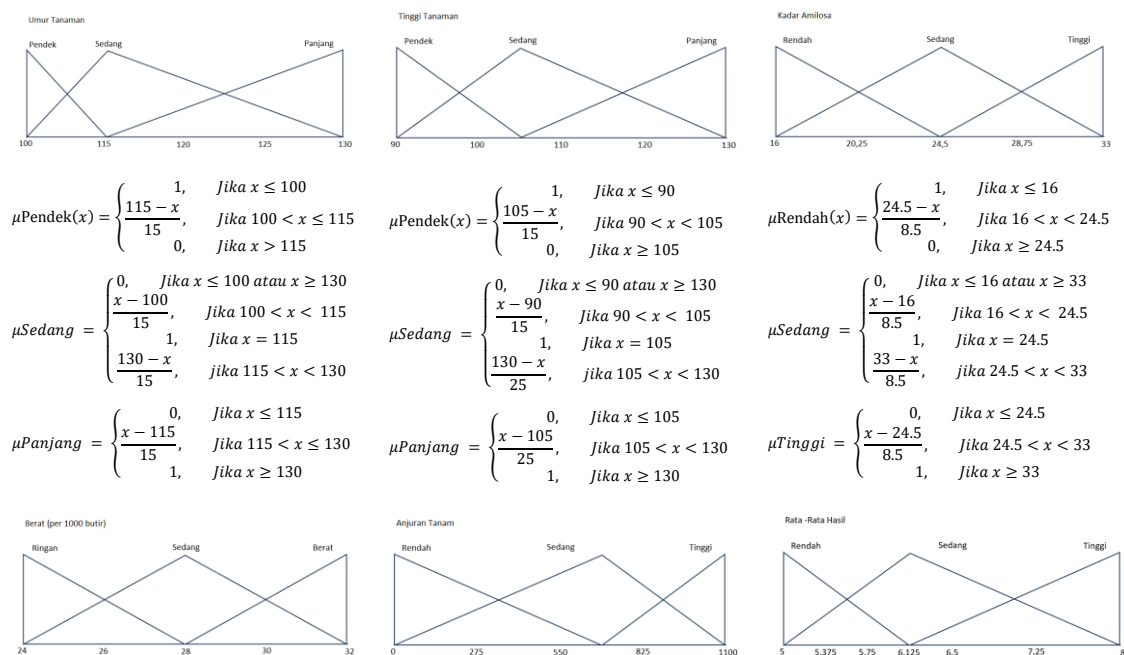 Umur Tanaman
Pendek Sedang Panjang
100 115 120 125 130
Tinggi Tanaman
Pendek Sedang Panjang
90 100 110 120 130
Kadar Amilosa
Rendah Sedang Tinggi
16 20,25 24,5 28,75 33
μPendek(x) = { 1, Jika x ≤ 100
115 − x / 15, Jika 100 < x ≤ 115
0, Jika x > 115
μPendek(x) = { 1, Jika x ≤ 90
105 − x / 15, Jika 90 < x < 105
0, Jika x ≥ 105
μRendah(x) = { 1, Jika x ≤ 16
24.5 − x / 8.5, Jika 16 < x < 24.5
0, Jika x ≥ 24.5
μSedang = { 0, Jika x ≤ 100 atau x ≥ 130
x − 100 / 15, Jika 100 < x < 115
1, Jika x = 115
130 − x / 15, jika 115 < x < 130
μSedang = { 0, Jika x ≤ 90 atau x ≥ 130
x − 90 / 15, Jika 90 < x < 105
1, Jika x = 105
130 − x / 25, jika 105 < x < 130
μSedang = { 0, Jika x ≤ 16 atau x ≥ 33
x − 16 / 8.5, Jika 16 < x < 24.5
1, Jika x = 24.5
33 − x / 8.5, jika 24.5 < x < 33
μPanjang = { 0, Jika x ≤ 115
x − 115 / 15, Jika 115 < x ≤ 130
1, Jika x ≥ 130
μPanjang = { 0, Jika x ≤ 105
x − 105 / 25, Jika 105 < x < 130
1, Jika x ≥ 130
μTinggi = { 0, Jika x ≤ 24.5
x − 24.5 / 8.5, Jika 24.5 < x < 33
1, Jika x ≥ 33
Berat (per 1000 butir)
Ringan Sedang Berat
24 26 28 30 32
Anjuran Tanam
Rendah Sedang Tinggi
0 275 550 825 1100
Rata -Rata Hasil
Rendah Sedang Tinggi
5 5.375 5.75 6.125 6.5 7.25 8